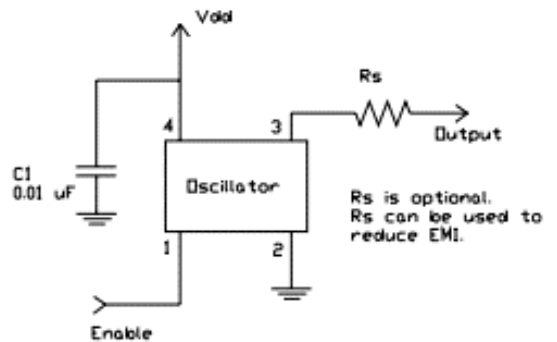 Vdd
Rs
4
3
Output
C1
0.01 uF
Oscillator
Rs is optional.
Rs can be used to
reduce EMI.
1
2
Enable